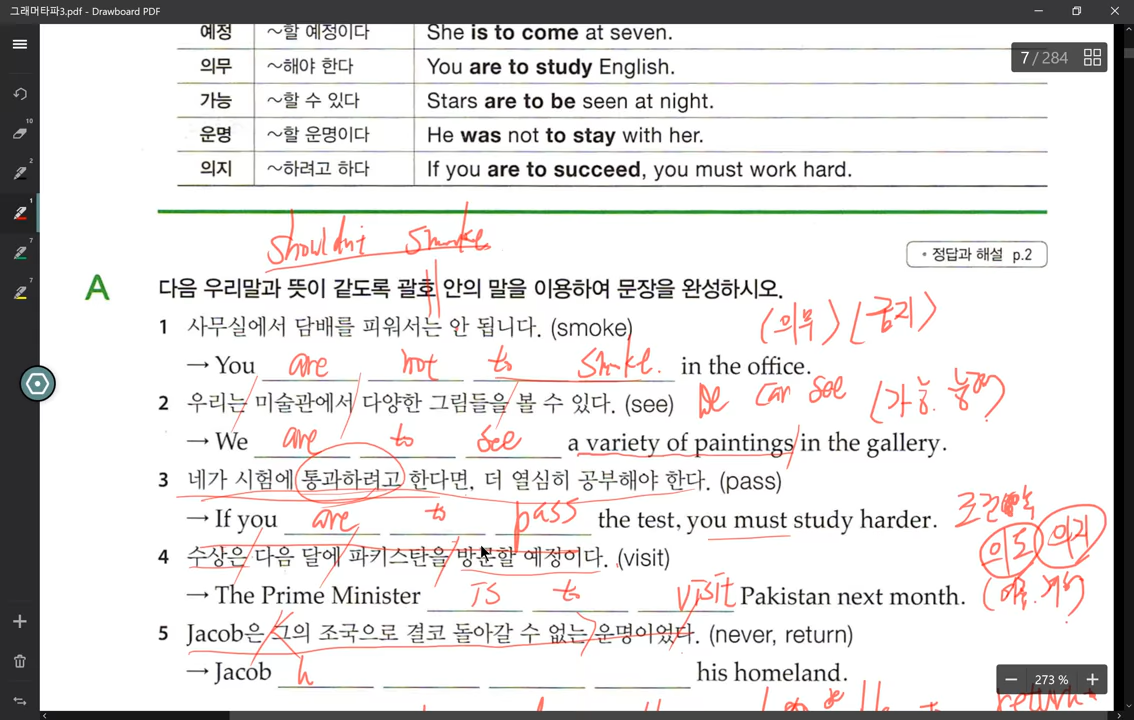 그래머타파3.pdf - Drawboard PDF
7 / 284
예정 ~할 예정이다 She is to come at seven.
의무 ~해야 한다 You are to study English.
가능 ~할 수 있다 Stars are to be seen at night.
운명 ~할 운명이다 He was not to stay with her.
의지 ~하려고 하다 If you are to succeed, you must work hard.
shouldn't smoke
• 정답과 해설 p.2
A 다음 우리말과 뜻이 같도록 괄호 안의 말을 이용하여 문장을 완성하시오.
1 사무실에서 담배를 피워서는 안 됩니다. (smoke) (의무) (금지)
→ You are not to smoke. in the office.
2 우리는 미술관에서 다양한 그림들을 볼 수 있다. (see) can see
→ We are to see a variety of paintings in the gallery.
3 네가 시험에 통과하려고 한다면, 더 열심히 공부해야 한다. (pass)
→ If you are to pass the test, you must study harder.
의도 의지
4 수상은 다음 달에 파키스탄을 방문할 예정이다. (visit)
→ The Prime Minister is to visit Pakistan next month.
5 Jacob은 그의 조국으로 결코 돌아갈 수 없는 운명이었다. (never, return)
→ Jacob h his homeland.
273 %
return
10
2
1
7
7